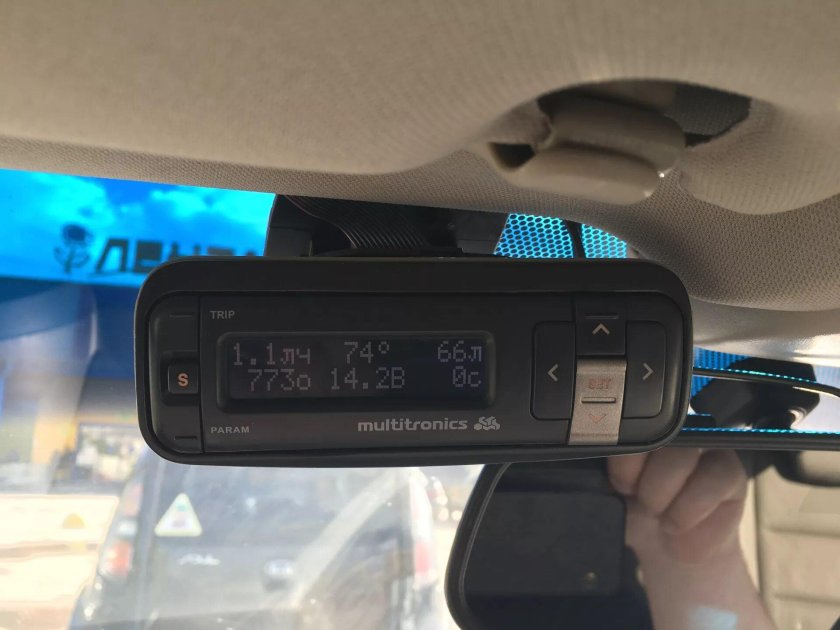 TRIP
1.1лч 74° 66л
S
773о 14.2В 0с
SET
PARAM
multitronics